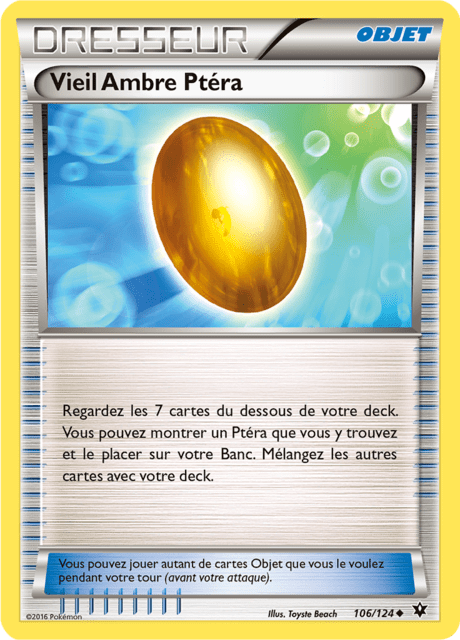 DRESSEUR
OBJET
Vieil Ambre Ptéra
Regardez les 7 cartes du dessous de votre deck.
Vous pouvez montrer un Ptéra que vous y trouvez
et le placer sur votre Banc. Mélangez les autres
cartes avec votre deck.
Vous pouvez jouer autant de cartes Objet que vous le voulez
pendant votre tour (avant votre attaque).
©2016 Pokémon
Illus. Toyste Beach
106/124